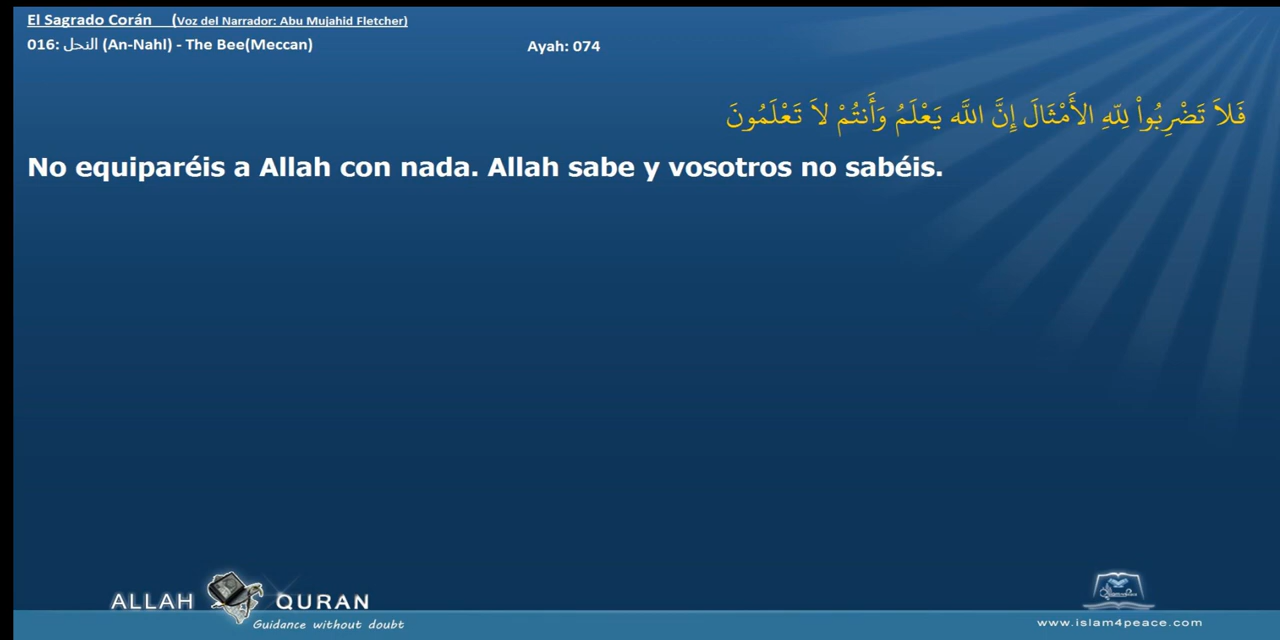 El Sagrado Corán (Voz del Narrador: Abu Mujahid Fletcher)
016: النحل (An-Nahl) - The Bee(Meccan) Ayah: 074
فَلاَ تَضْرِبُواْ لِلّهِ الأَمْثَالَ إِنَّ اللَّه يَعْلَمُ وَأَنتُمْ لاَ تَعْلَمُونَ
No equiparéis a Allah con nada. Allah sabe y vosotros no sabéis.
ALLAH QURAN
Guidance without doubt
www.islam4peace.com